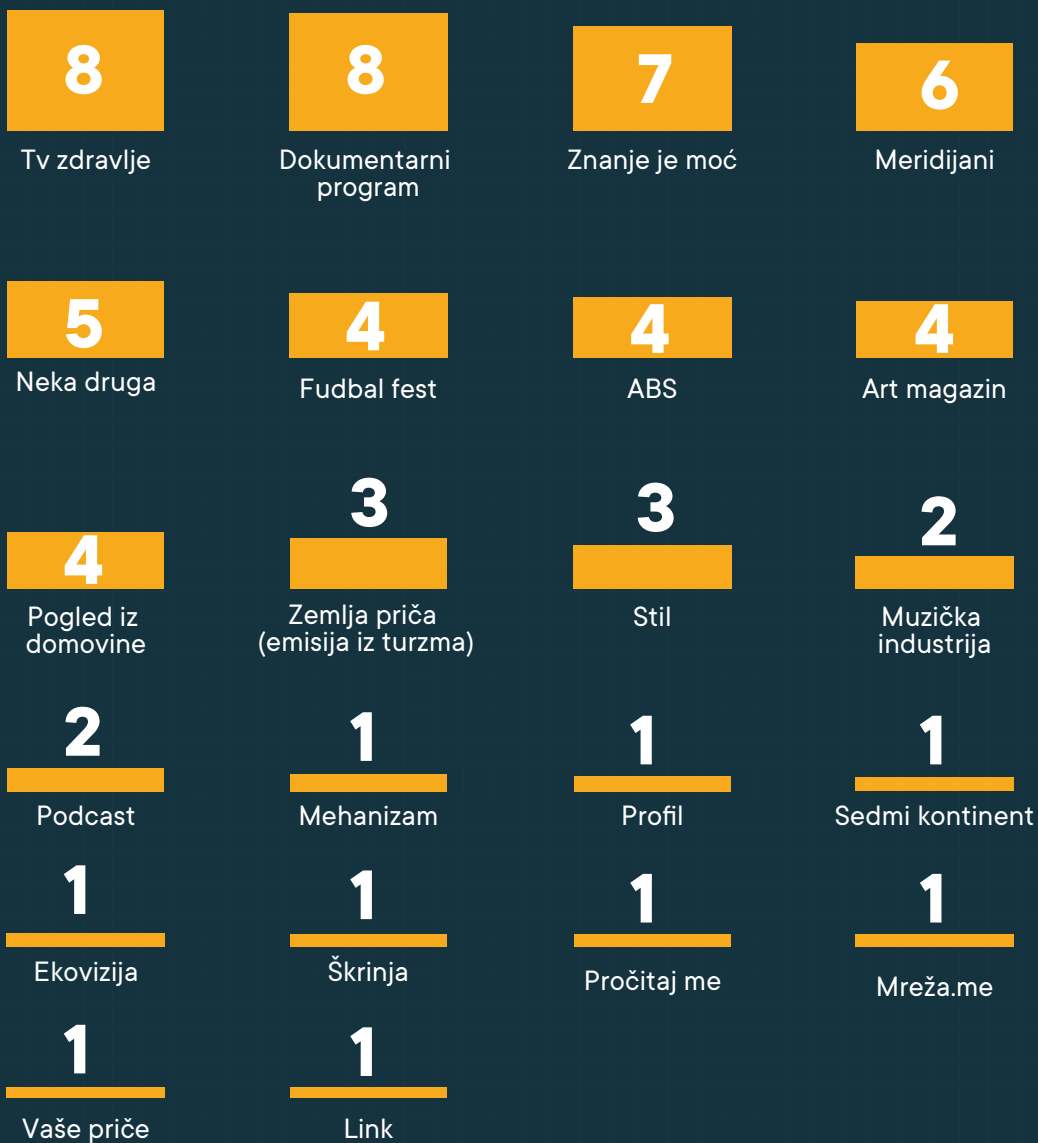 8
Tv zdravlje
8
Dokumentarni
program
7
Znanje je moć
6
Meridijani
5
Neka druga
4
Fudbal fest
4
ABS
4
Art magazin
4
Pogled iz
domovine
3
Zemlja priča
(emisija iz turzma)
3
Stil
2
Muzička
industrija
2
Podcast
1
Mehanizam
1
Profil
1
Sedmi kontinent
1
Ekovizija
1
Škrinja
1
Pročitaj me
1
Mreža.me
1
Vaše priče
1
Link